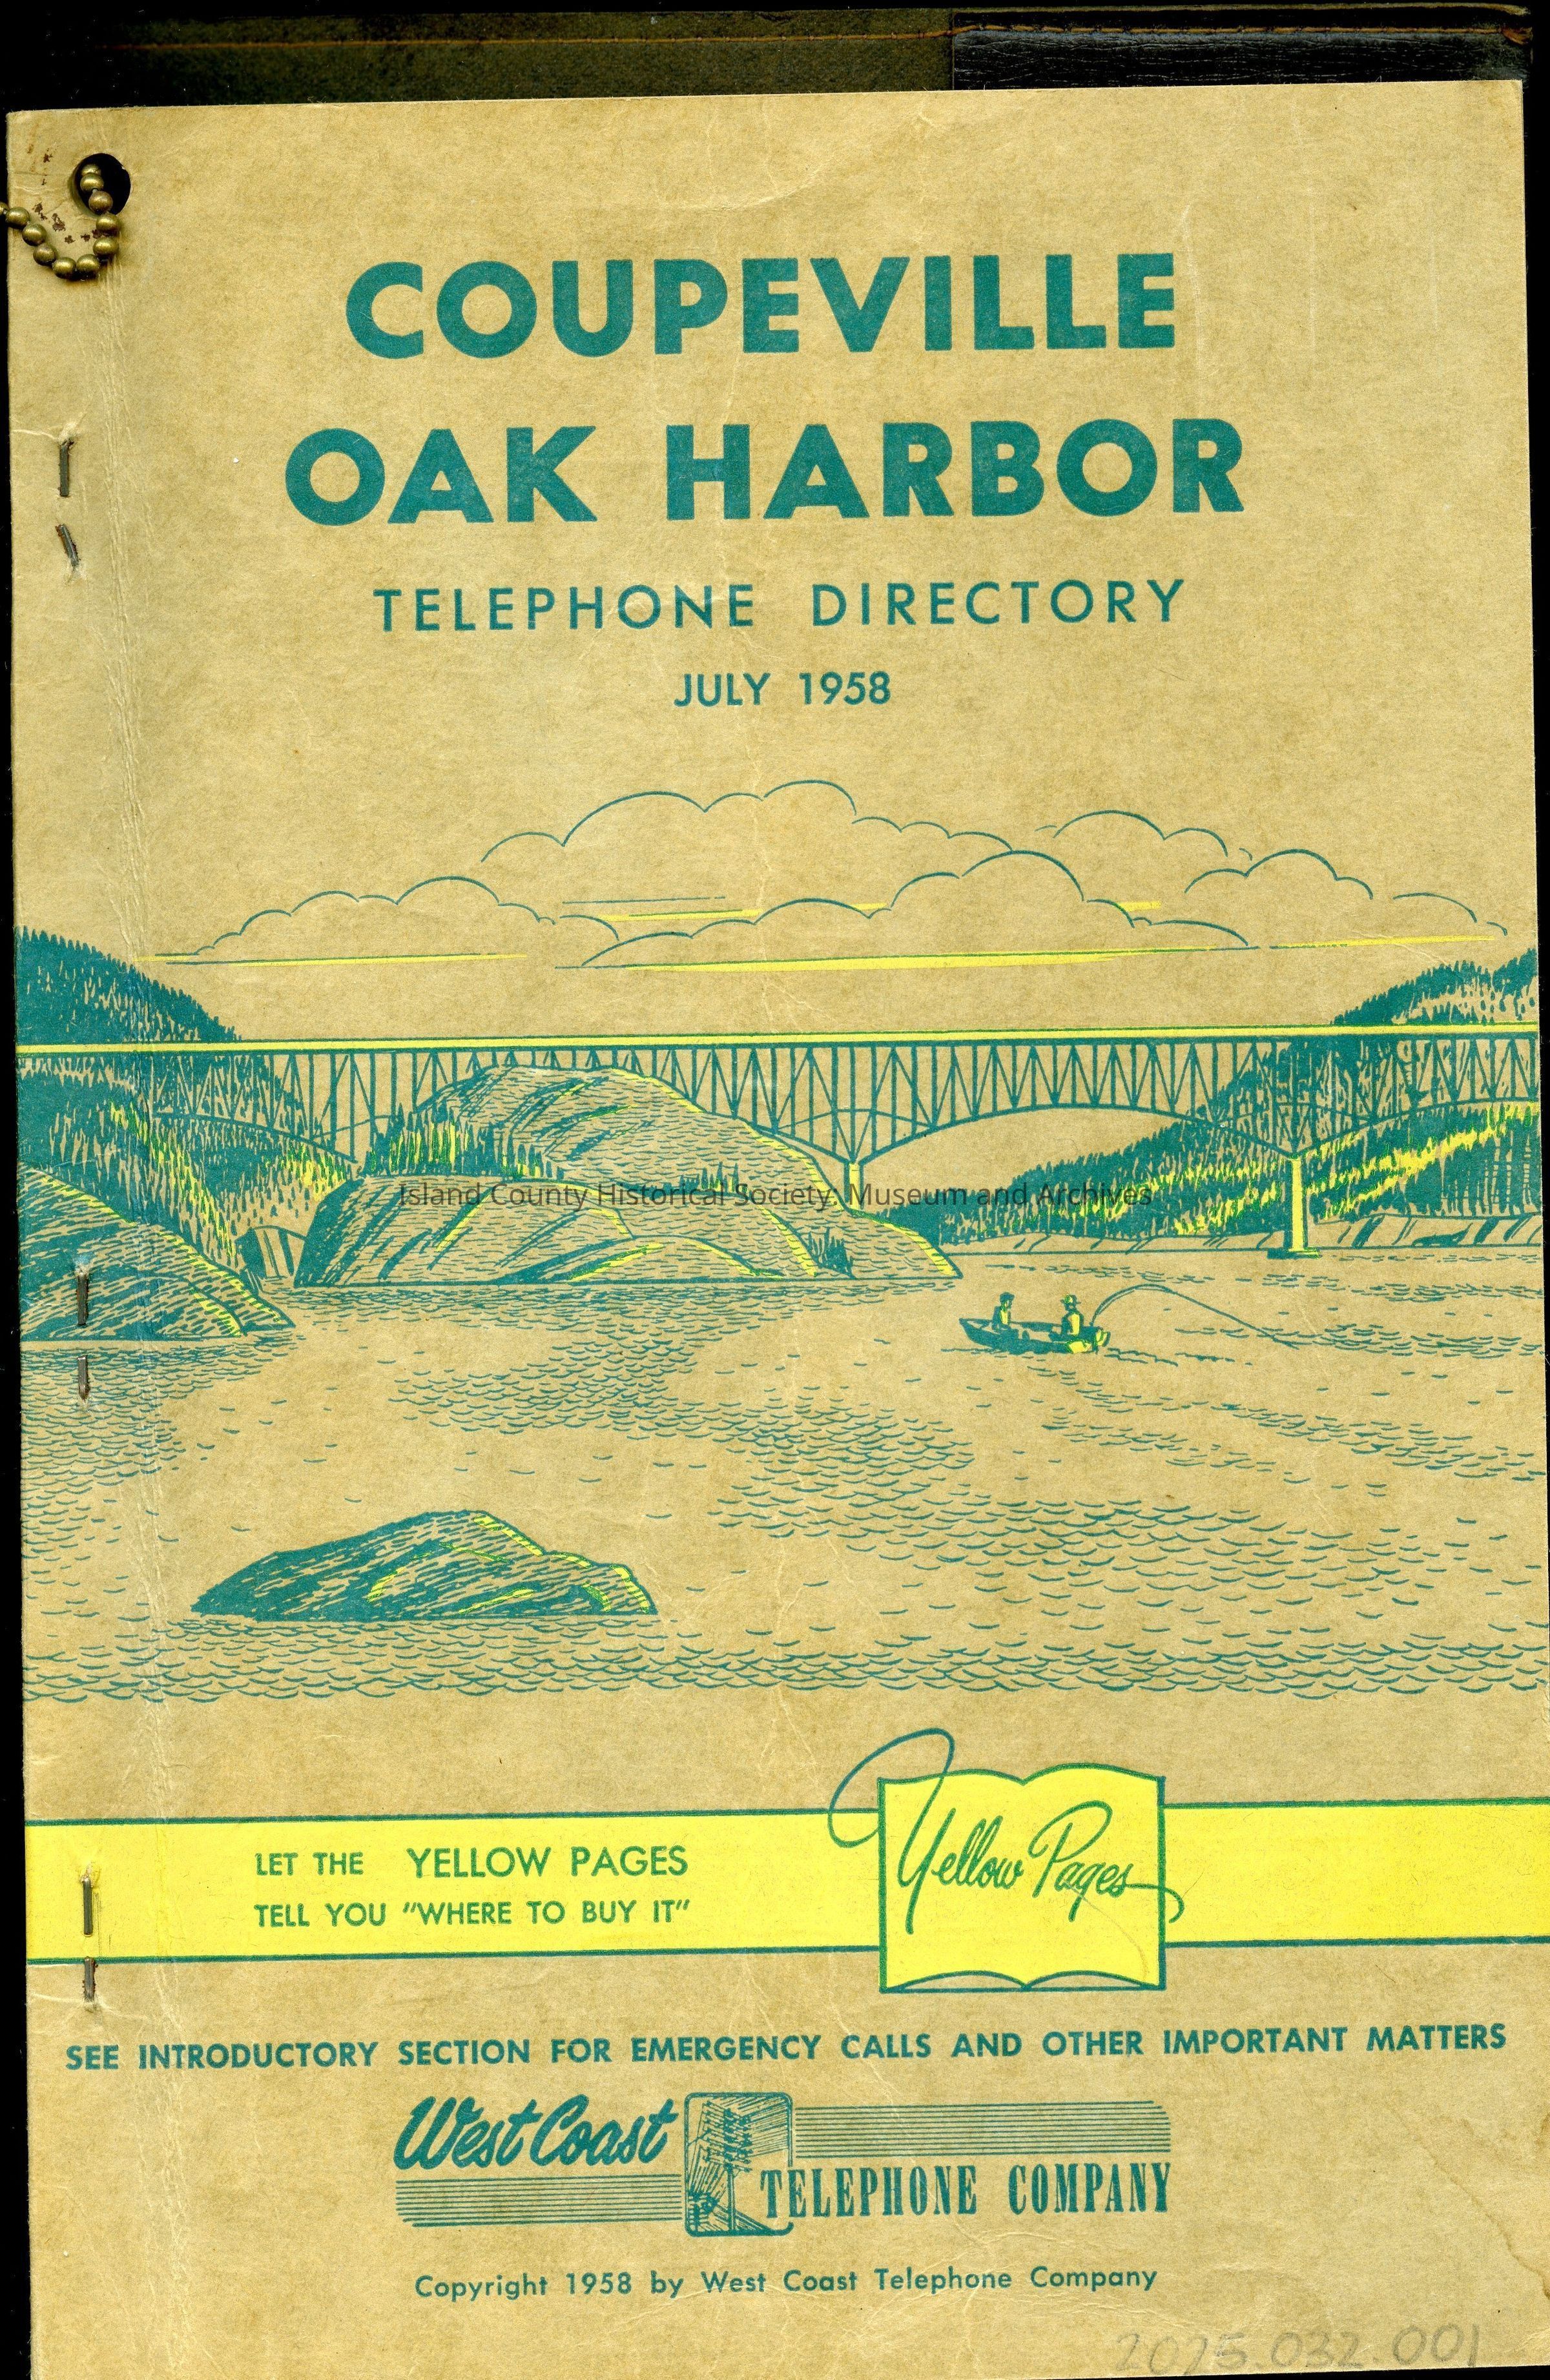 COUPEVILLE
OAK HARBOR
TELEPHONE DIRECTORY
JULY 1958
Island County Historical Society, Museum and Archives
LET THE YELLOW PAGES
TELL YOU "WHERE TO BUY IT"
Yellow Pages
SEE INTRODUCTORY SECTION FOR EMERGENCY CALLS AND OTHER IMPORTANT MATTERS
West Coast
TELEPHONE COMPANY
Copyright 1958 by West Coast Telephone Company
2025.032.001